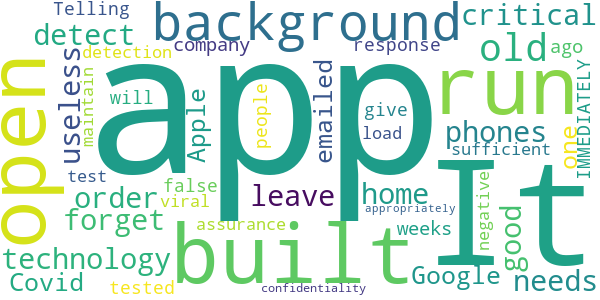 Telling
background
critical
detect
company
response
old
ago
detection
open
useless
maintain
will
Apple
app
people
emailed
give
load
run
phones
sufficient
one
IMMEDIATELY
test
false
viral
order
leave
home
It
forget
assurance
appropriately
weeks
negative
good
technology
built
Google
needs
Covid
tested
confidentiality